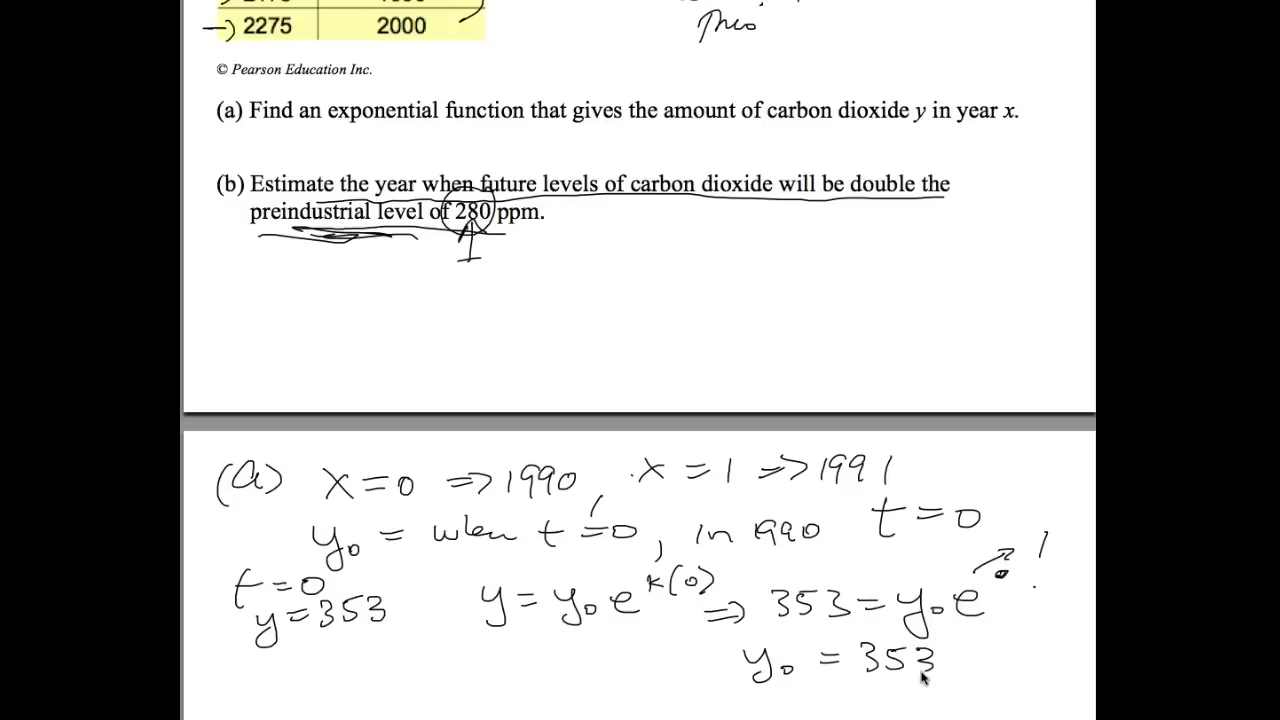 2275 2000
Theo
© Pearson Education Inc.
(a) Find an exponential function that gives the amount of carbon dioxide y in year x.
(b) Estimate the year when future levels of carbon dioxide will be double the
preindustrial level of 280 ppm.
(a) x = 0 => 1990, x = 1 => 1991
y₀ = when t = 0, in 1990 t = 0
t = 0
y = 353 y = y₀e^k(0) => 353 = y₀e^0
y₀ = 353